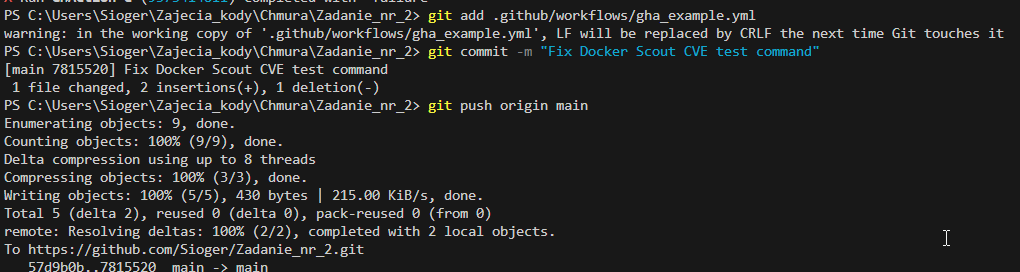 PS C:\Users\Sioger\Zajecia_kody\Chmura\Zadanie_nr_2> git add .github/workflows/gha_example.yml
warning: in the working copy of '.github/workflows/gha_example.yml', LF will be replaced by CRLF the next time Git touches it
PS C:\Users\Sioger\Zajecia_kody\Chmura\Zadanie_nr_2> git commit -m "Fix Docker Scout CVE test command"
[main 7815520] Fix Docker Scout CVE test command
 1 file changed, 2 insertions(+), 1 deletion(-)
PS C:\Users\Sioger\Zajecia_kody\Chmura\Zadanie_nr_2> git push origin main
Enumerating objects: 9, done.
Counting objects: 100% (9/9), done.
Delta compression using up to 8 threads
Compressing objects: 100% (3/3), done.
Writing objects: 100% (5/5), 430 bytes | 215.00 KiB/s, done.
Total 5 (delta 2), reused 0 (delta 0), pack-reused 0 (from 0)
remote: Resolving deltas: 100% (2/2), completed with 2 local objects.
To https://github.com/Sioger/Zadanie_nr_2.git
   57d9b0b..7815520  main -> main